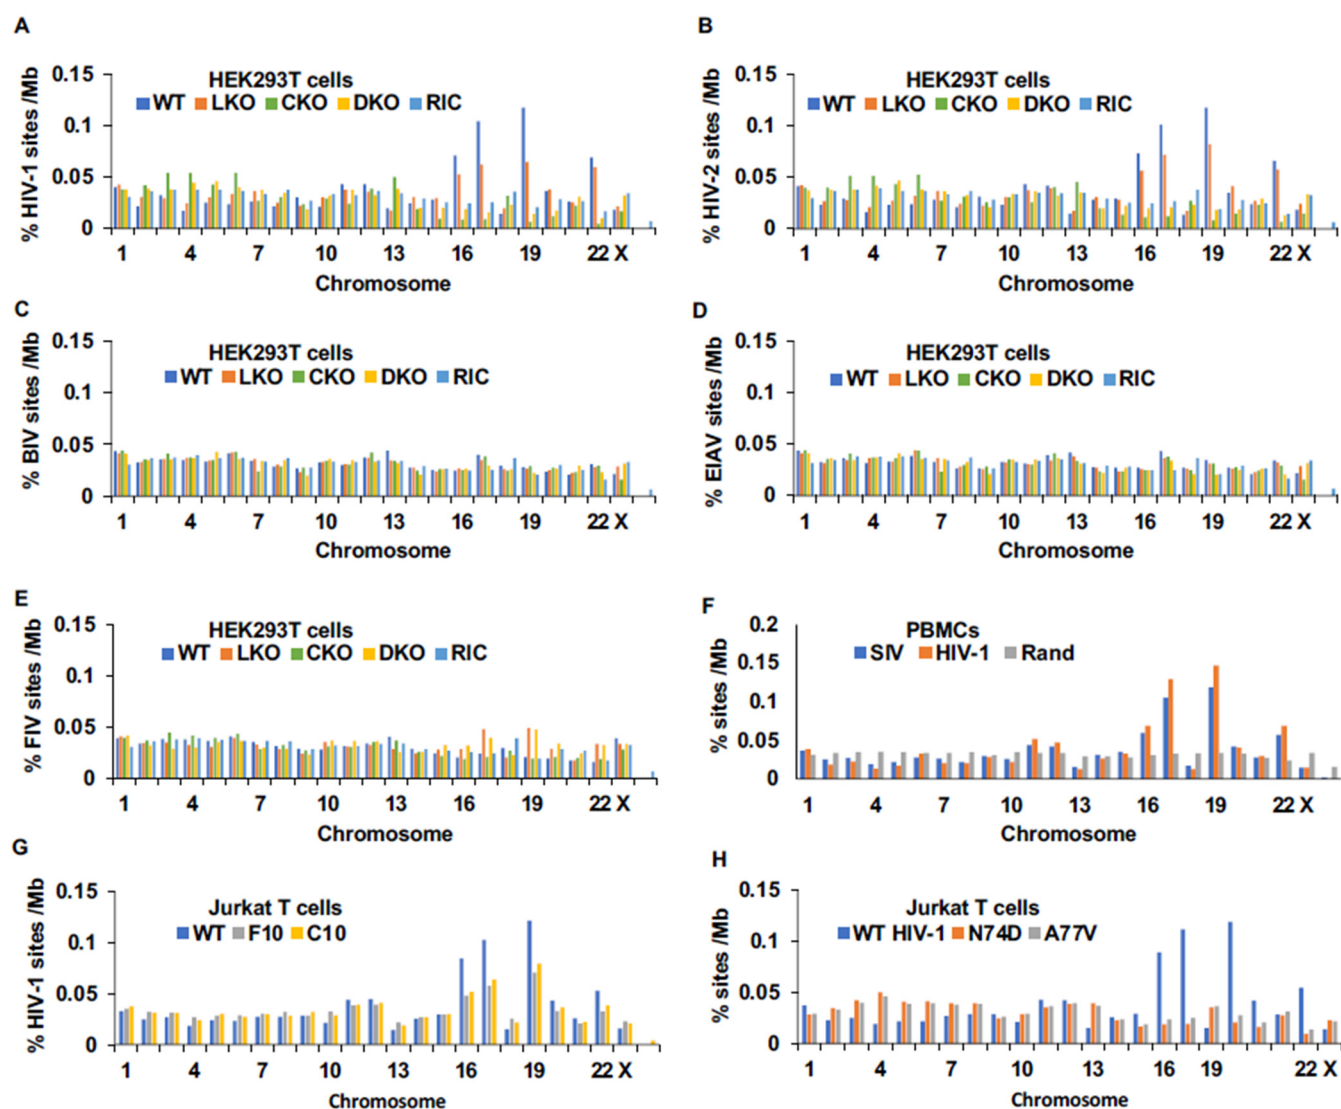 A
HEK293T cells
WT LKO CKO DKO RIC
% HIV-1 sites /Mb
0.15
0.1
0.05
0
1 4 7 10 13 16 19 22 X
Chromosome
B
HEK293T cells
WT LKO CKO DKO RIC
% HIV-2 sites /Mb
0.15
0.1
0.05
0
1 4 7 10 13 16 19 22 X
Chromosome
C
HEK293T cells
WT LKO CKO DKO RIC
% BIV sites /Mb
0.15
0.1
0.05
0
1 4 7 10 13 16 19 22 X
Chromosome
D
HEK293T cells
WT LKO CKO DKO RIC
% EIAV sites /Mb
0.15
0.1
0.05
0
1 4 7 10 13 16 19 22 X
Chromosome
E
HEK293T cells
WT LKO CKO DKO RIC
% FIV sites /Mb
0.15
0.1
0.05
0
1 4 7 10 13 16 19 22 X
Chromosome
F
PBMCs
SIV HIV-1 Rand
% sites /Mb
0.2
0.15
0.1
0.05
0
1 4 7 10 13 16 19 22 X
Chromosome
G
Jurkat T cells
WT F10 C10
% HIV-1 sites /Mb
0.15
0.1
0.05
0
1 4 7 10 13 16 19 22 X
Chromosome
H
Jurkat T cells
WT HIV-1 N74D A77V
% sites /Mb
0.15
0.1
0.05
0
1 4 7 10 13 16 19 22 X
Chromosome